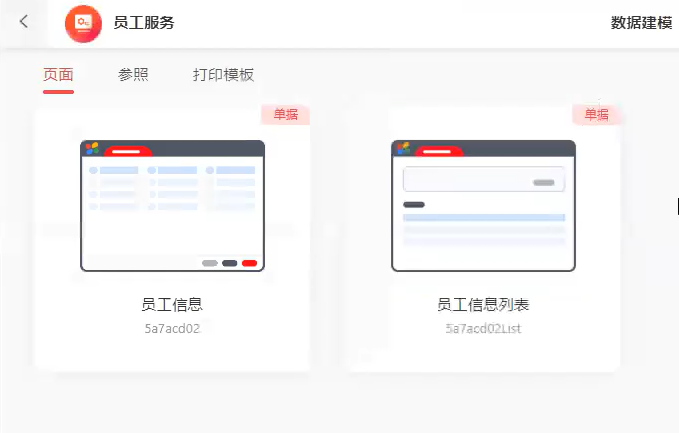 员工服务
数据建模
页面
参照
打印模板
单据
单据
员工信息
员工信息列表
5a7acd02
5a7acd02List